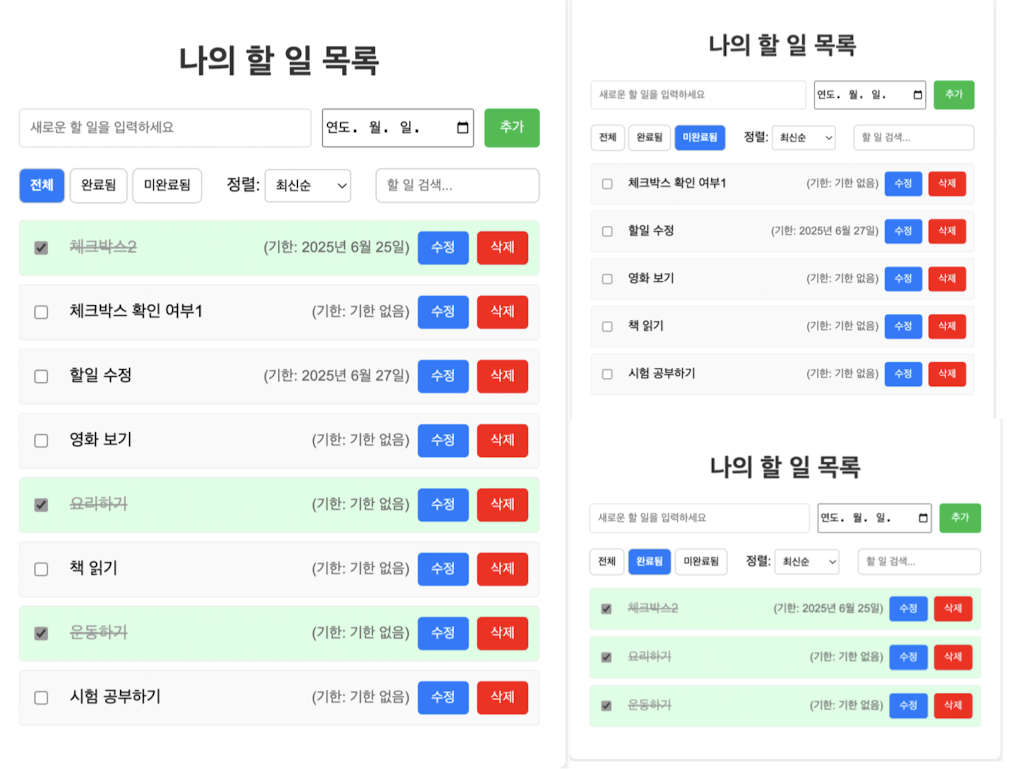 나의 할 일 목록
새로운 할 일을 입력하세요 연도. 월. 일. 추가
전체 완료됨 미완료됨 정렬: 최신순 할 일 검색...
체크박스2 (기한: 2025년 6월 25일) 수정 삭제
체크박스 확인 여부1 (기한: 기한 없음) 수정 삭제
할일 수정 (기한: 2025년 6월 27일) 수정 삭제
영화 보기 (기한: 기한 없음) 수정 삭제
요리하기 (기한: 기한 없음) 수정 삭제
책 읽기 (기한: 기한 없음) 수정 삭제
운동하기 (기한: 기한 없음) 수정 삭제
시험 공부하기 (기한: 기한 없음) 수정 삭제
나의 할 일 목록
새로운 할 일을 입력하세요 연도. 월. 일. 추가
전체 완료됨 미완료됨 정렬: 최신순 할 일 검색...
체크박스 확인 여부1 (기한: 기한 없음) 수정 삭제
할일 수정 (기한: 2025년 6월 27일) 수정 삭제
영화 보기 (기한: 기한 없음) 수정 삭제
책 읽기 (기한: 기한 없음) 수정 삭제
시험 공부하기 (기한: 기한 없음) 수정 삭제
나의 할 일 목록
새로운 할 일을 입력하세요 연도. 월. 일. 추가
전체 완료됨 미완료됨 정렬: 최신순 할 일 검색...
체크박스2 (기한: 2025년 6월 25일) 수정 삭제
요리하기 (기한: 기한 없음) 수정 삭제
운동하기 (기한: 기한 없음) 수정 삭제